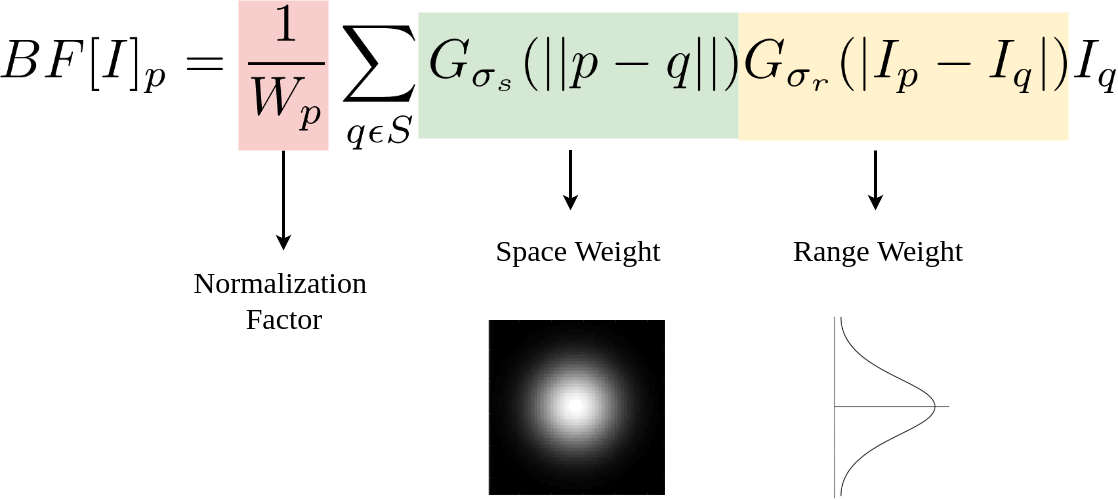 BF[I]_p = \frac{1}{W_p} \sum_{q \epsilon S} G_{\sigma_s}(||p - q||) G_{\sigma_r}(|I_p - I_q|) I_q
Normalization
Factor
Space Weight
Range Weight